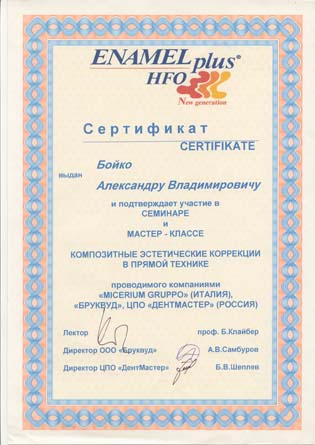 ENAMEL plus®
HFO
New generation
Сертификат
CERTIFIKATE
Бойко
выдан
Александру Владимировичу
и подтверждает участие в
СЕМИНАРЕ
и
МАСТЕР - КЛАССЕ
КОМПОЗИТНЫЕ ЭСТЕТИЧЕСКИЕ КОРРЕКЦИИ
В ПРЯМОЙ ТЕХНИКЕ
проводимого компаниями
«MICERIUM GRUPPO» (ИТАЛИЯ),
«БРУКВУД», ЦПО «ДЕНТМАСТЕР» (РОССИЯ)
Лектор проф. Б.Клайбер
Директор ООО «Бруквуд» А.В.Самбуров
Директор ЦПО «ДентМастер» Б.В.Шеплев